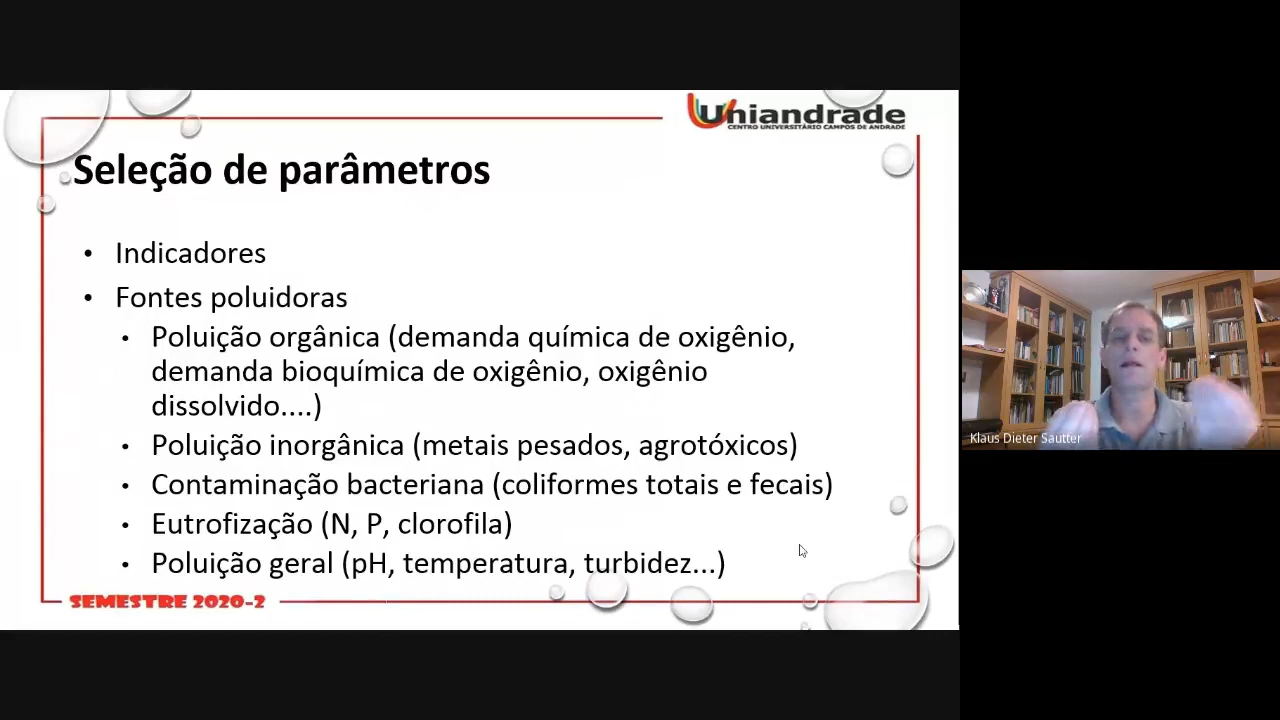 Uniandrade
CENTRO UNIVERSITÁRIO CAMPOS DE ANDRADE
Seleção de parâmetros
• Indicadores
• Fontes poluidoras
• Poluição orgânica (demanda química de oxigênio,
demanda bioquímica de oxigênio, oxigênio
dissolvido....)
• Poluição inorgânica (metais pesados, agrotóxicos)
• Contaminação bacteriana (coliformes totais e fecais)
• Eutrofização (N, P, clorofila)
• Poluição geral (pH, temperatura, turbidez...)
SEMESTRE 2020-2
Klaus Dieter Sautter